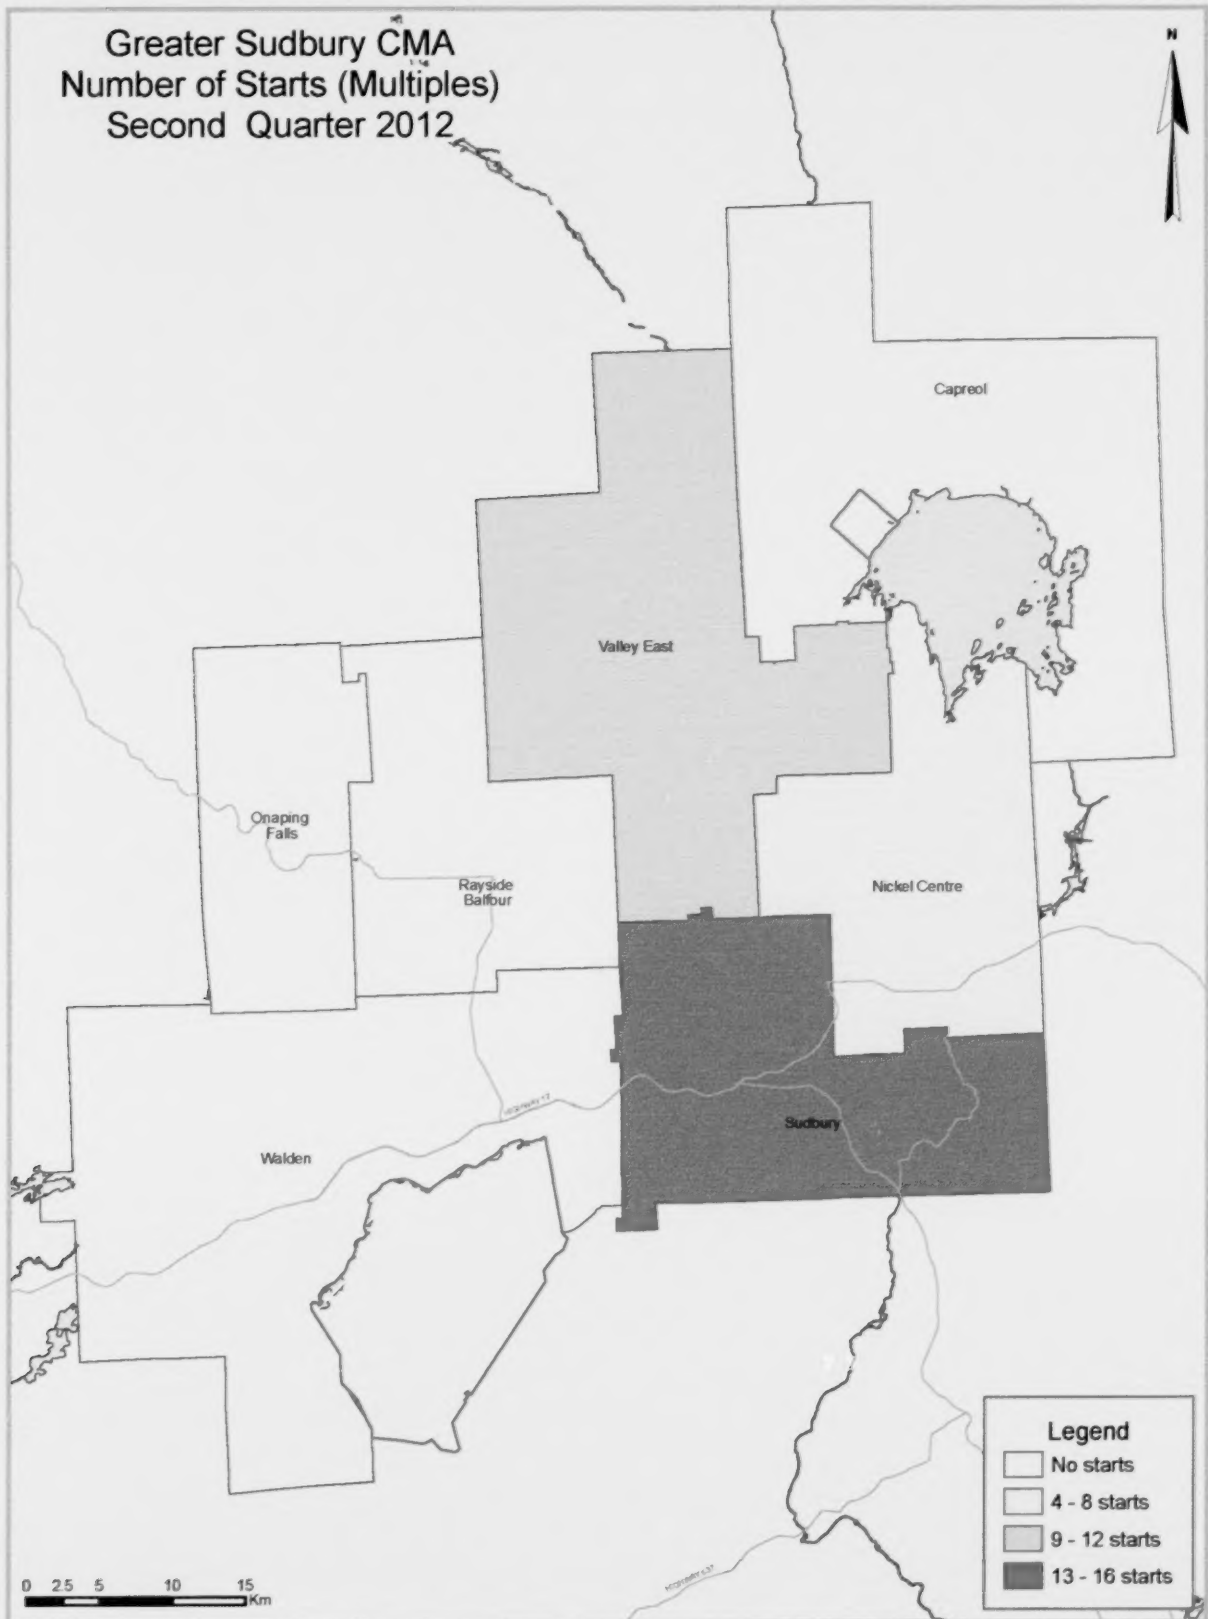 Greater Sudbury CMA
Number of Starts (Multiples)
Second Quarter 2012
N
Capreol
Valley East
Onaping
Falls
Rayside
Balfour
Nickel Centre
HIGHWAY 17
Sudbury
Walden
Legend
No starts
4 - 8 starts
9 - 12 starts
13 - 16 starts
0 2.5 5 10 15
Km